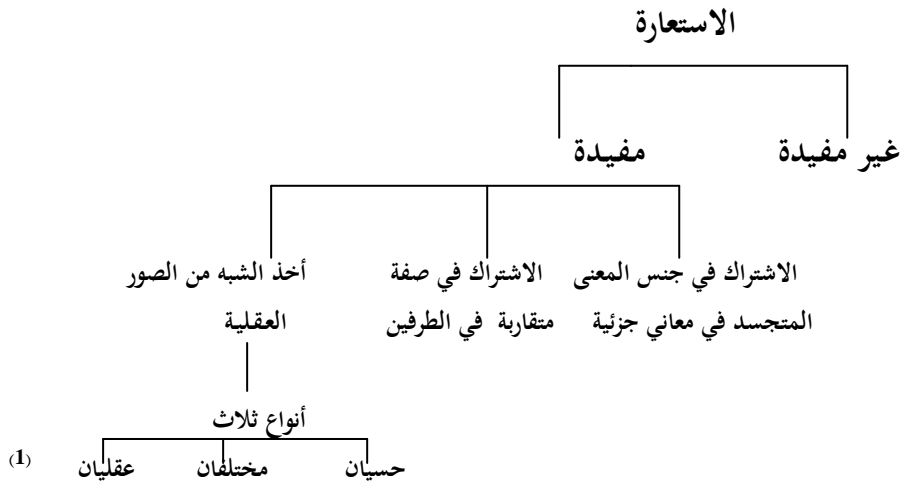 الاستعارة
غير مفيدة مفيدة
الاشتراك في جنس المعنى الاشتراك في صفة أخذ الشبه من الصور
المتجسد في معاني جزئية متقاربة في الطرفين العقلية
أنواع ثلاث
حسيان مختلفان عقليان (1)